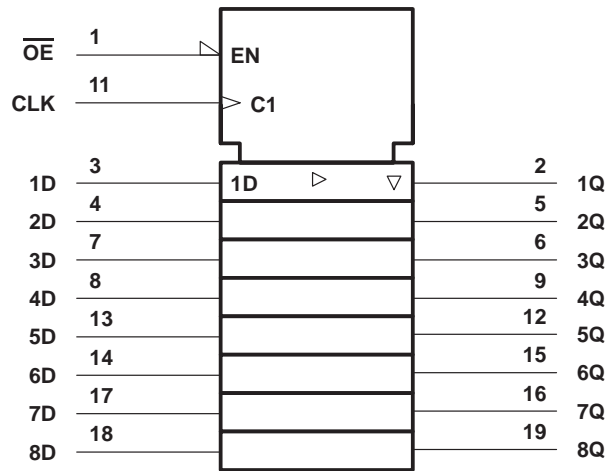 1
OE EN
11
CLK C1
3 2
1D 1D 1Q
4 5
2D 2Q
7 6
3D 3Q
8 9
4D 4Q
13 12
5D 5Q
14 15
6D 6Q
17 16
7D 7Q
18 19
8D 8Q